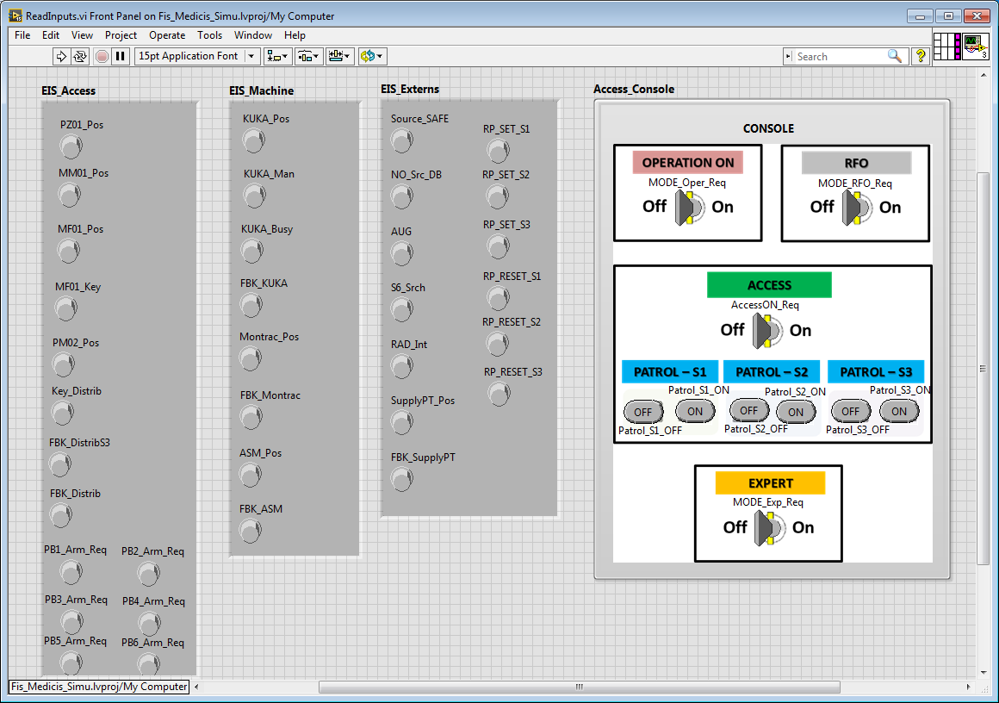 ReadInputs.vi Front Panel on Fis_Medicis_Simu.lvproj/My Computer
File Edit View Project Operate Tools Window Help
15pt Application Font
Search
?
3
EIS_Access
PZ01_Pos
MM01_Pos
MF01_Pos
MF01_Key
PM02_Pos
Key_Distrib
FBK_DistribS3
FBK_Distrib
PB1_Arm_Req PB2_Arm_Req
PB3_Arm_Req PB4_Arm_Req
PB5_Arm_Req PB6_Arm_Req
EIS_Machine
KUKA_Pos
KUKA_Man
KUKA_Busy
FBK_KUKA
Montrac_Pos
FBK_Montrac
ASM_Pos
FBK_ASM
EIS_Externs
Source_SAFE
NO_Src_DB
AUG
S6_Srch
RAD_Int
SupplyPT_Pos
FBK_SupplyPT
RP_SET_S1
RP_SET_S2
RP_SET_S3
RP_RESET_S1
RP_RESET_S2
RP_RESET_S3
Access_Console
CONSOLE
OPERATION ON
MODE_Oper_Req
Off On
RFO
MODE_RFO_Req
Off On
ACCESS
AccessON_Req
Off On
PATROL – S1 PATROL – S2 PATROL – S3
Patrol_S1_ON Patrol_S2_ON Patrol_S3_ON
OFF ON OFF ON OFF ON
Patrol_S1_OFF Patrol_S2_OFF Patrol_S3_OFF
EXPERT
MODE_Exp_Req
Off On
Fis_Medicis_Simu.lvproj/My Computer